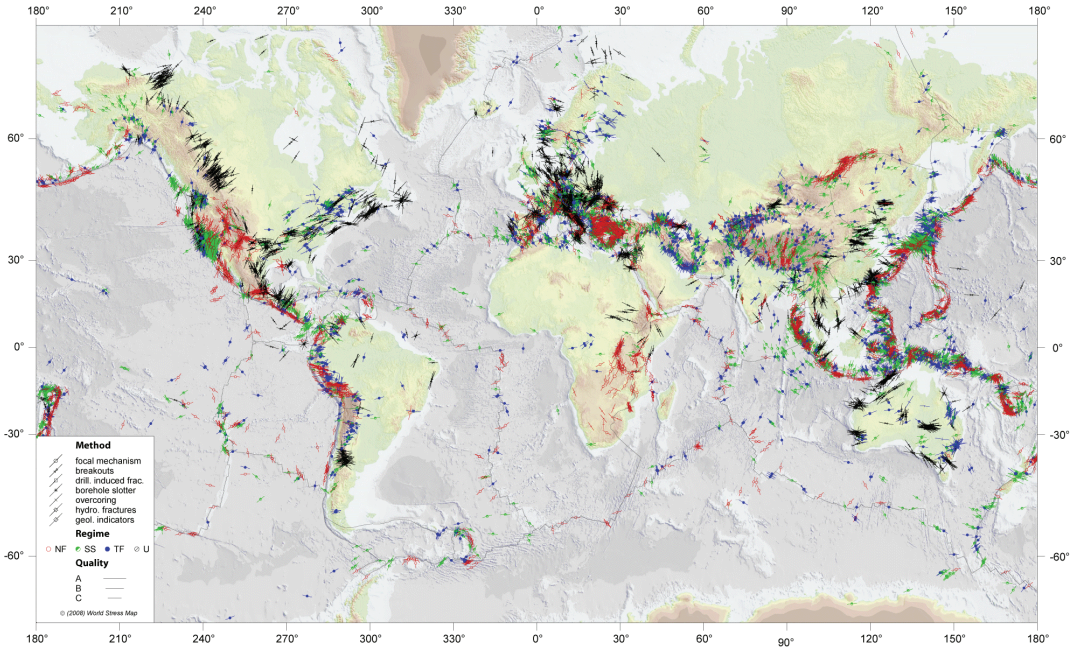 180° 210° 240° 270° 300° 330° 0° 30° 60° 90° 120° 150° 180°
60° 60°
30° 30°
0° 0°
-30° -30°
-60° -60°
Method
focal mechanism
breakouts
drill. induced frac.
borehole slotter
overcoring
hydro. fractures
geol. indicators
Regime
NF SS TF U
Quality
A
B
C
© (2008) World Stress Map
180° 210° 240° 270° 300° 330° 0° 30° 60° 90° 120° 150° 180°